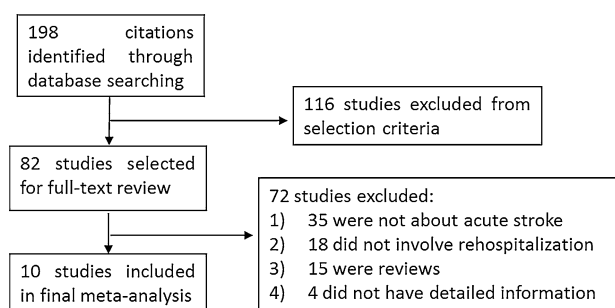 198 citations
identified through
database searching
116 studies excluded from
selection criteria
82 studies selected
for full-text review
72 studies excluded:
1) 35 were not about acute stroke
2) 18 did not involve rehospitalization
3) 15 were reviews
4) 4 did not have detailed information
10 studies included
in final meta-analysis